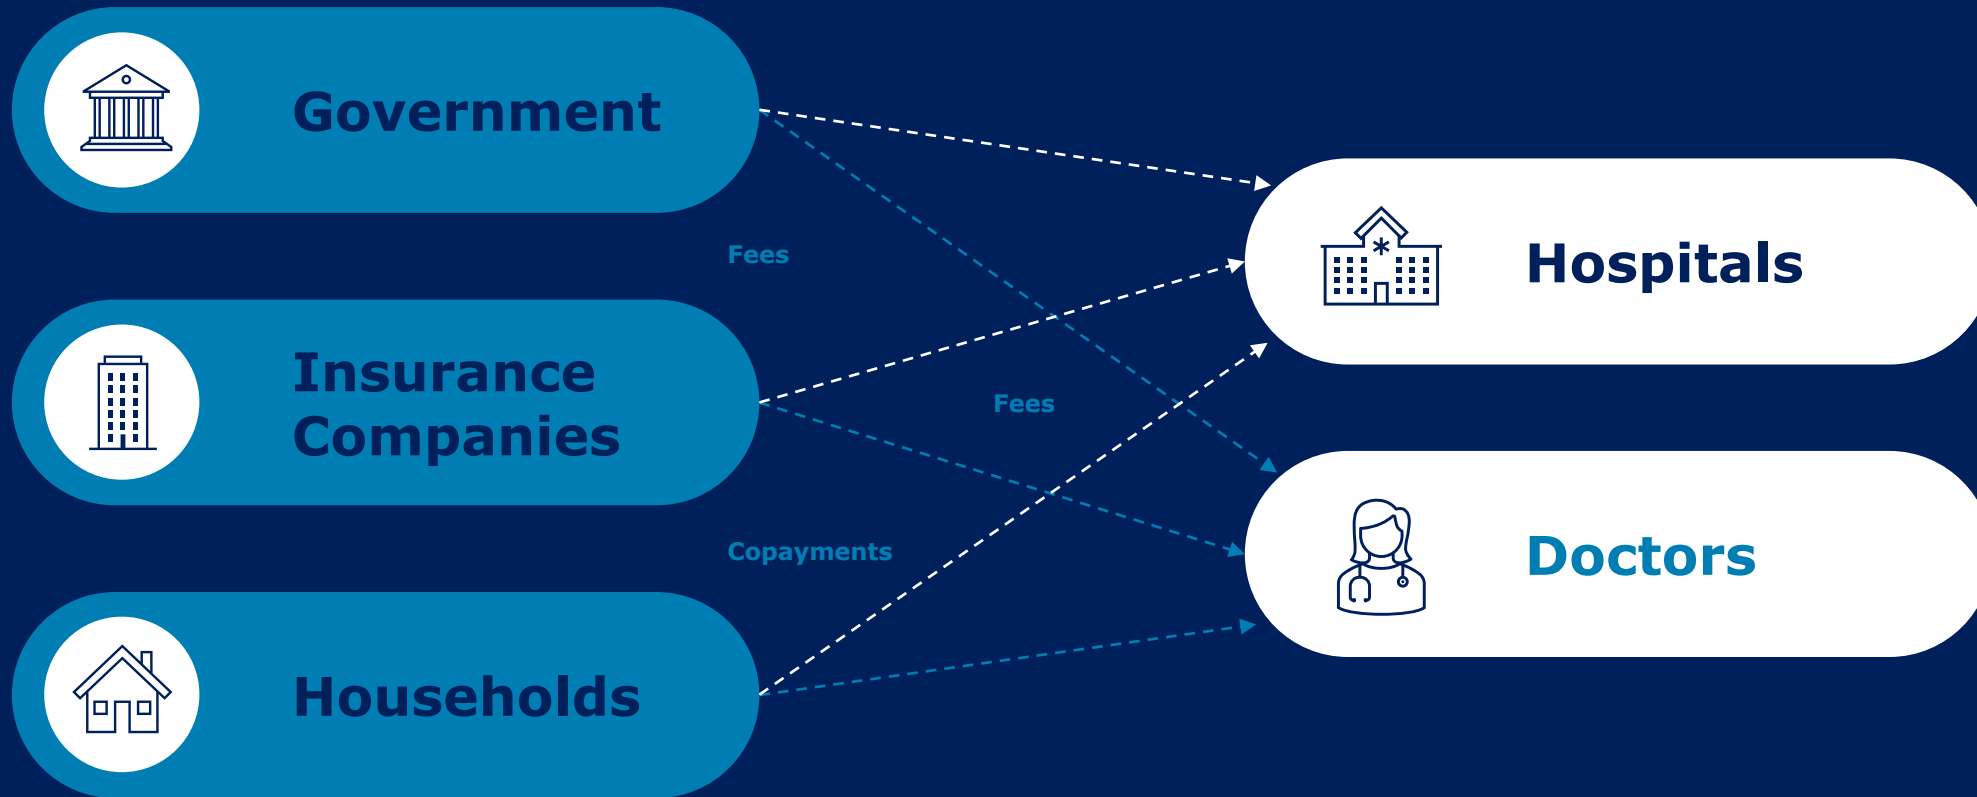 Government
Hospitals
Fees
Insurance
Companies
Fees
Doctors
Copayments
Households